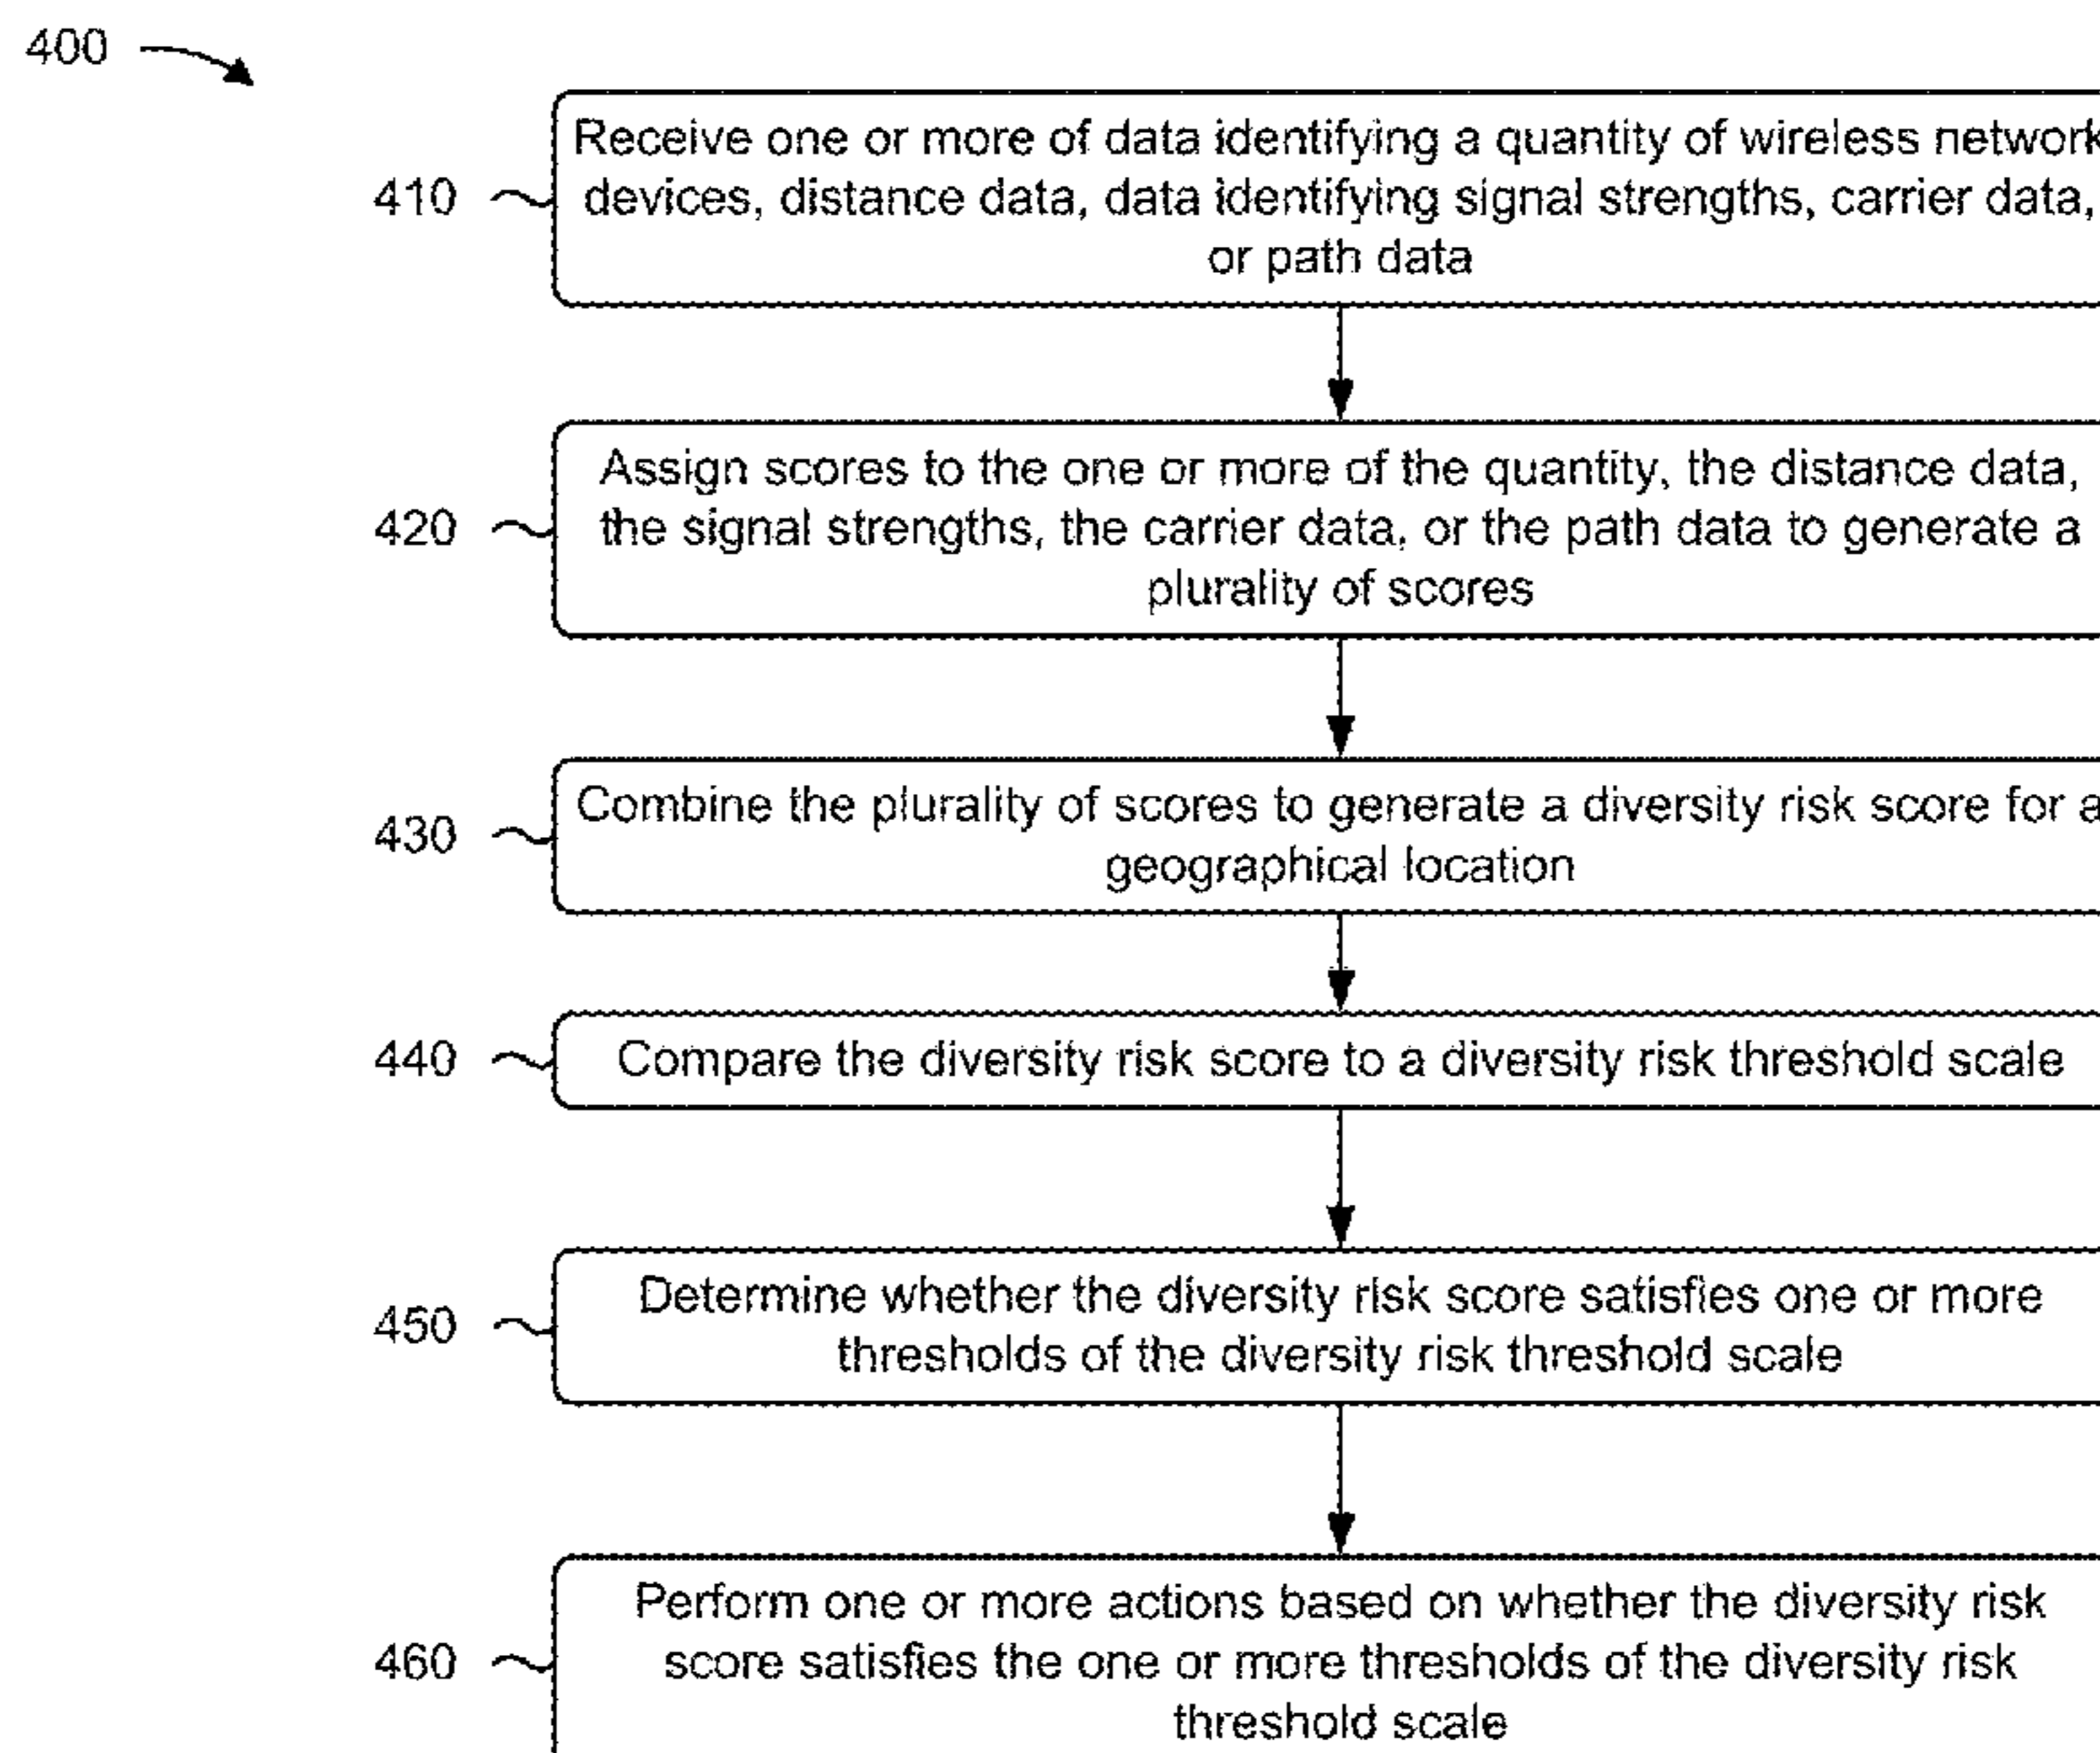 400
410
Receive one or more of data identifying a quantity of wireless network
devices, distance data, data identifying signal strengths, carrier data,
or path data
420
Assign scores to the one or more of the quantity, the distance data,
the signal strengths, the carrier data, or the path data to generate a
plurality of scores
430
Combine the plurality of scores to generate a diversity risk score for a
geographical location
440
Compare the diversity risk score to a diversity risk threshold scale
450
Determine whether the diversity risk score satisfies one or more
thresholds of the diversity risk threshold scale
460
Perform one or more actions based on whether the diversity risk
score satisfies the one or more thresholds of the diversity risk
threshold scale